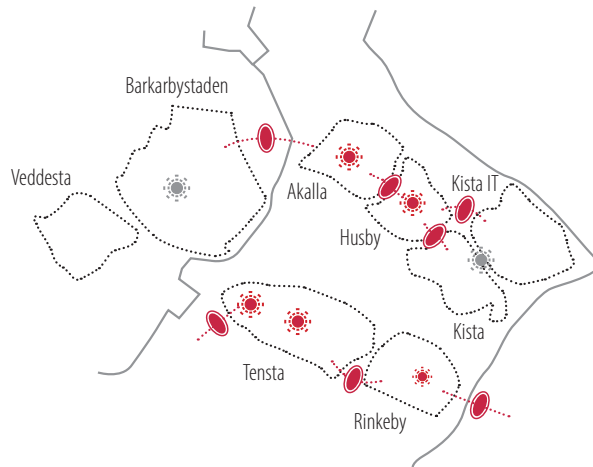 Barkarbystaden
Veddesta
Akalla
Kista IT
Husby
Kista
Tensta
Rinkeby